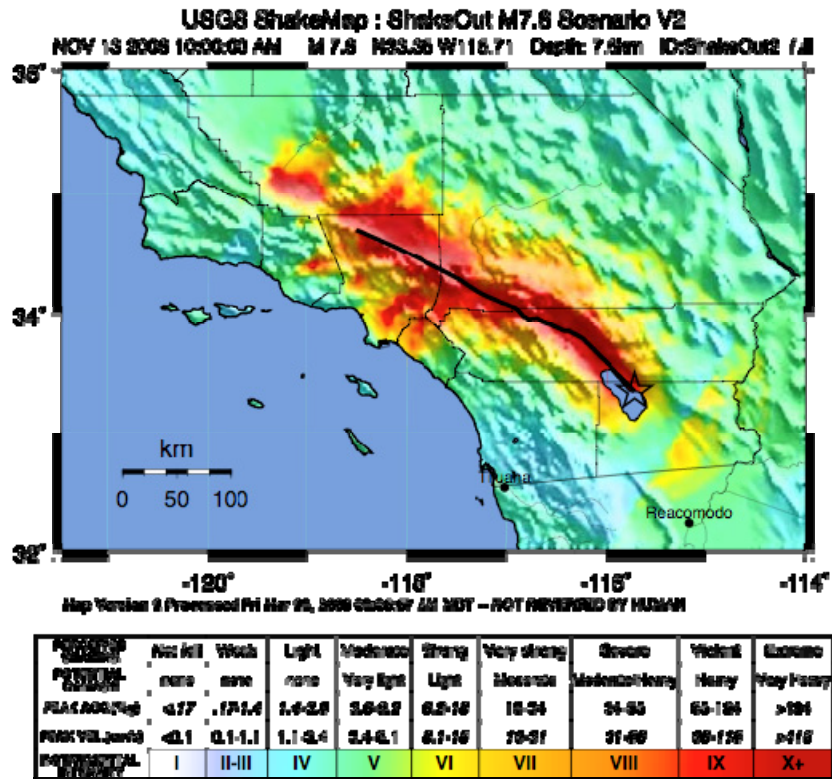 USGS ShakeMap : ShakeOut M7.8 Scenario V2
NOV 13 2008 10:00:00 AM M 7.8 N33.35 W115.71 Depth: 7.6km ID:ShakeOut2
36°
34°
32°
km
0 50 100
Tijuana
Reacomodo
-120° -118° -116° -114°
Map Version 9 Processed Fri Mar 2008 AM MDT -- NOT REVIEWED BY HUMAN
Not felt Weak Light Moderate Strong Very strong Severe Violent Extreme
none none none Very light Light Moderate Moderate/Heavy Heavy Very Heavy
PEAK ACC.(%g) <.17 .17-1.4 1.4-3.9 3.9-9.2 9.2-18 18-34 34-65 65-124 >124
PEAK VEL.(cm/s) <0.1 0.1-1.1 1.1-3.4 3.4-8.1 8.1-16 16-31 31-60 60-116 >116
I II-III IV V VI VII VIII IX X+